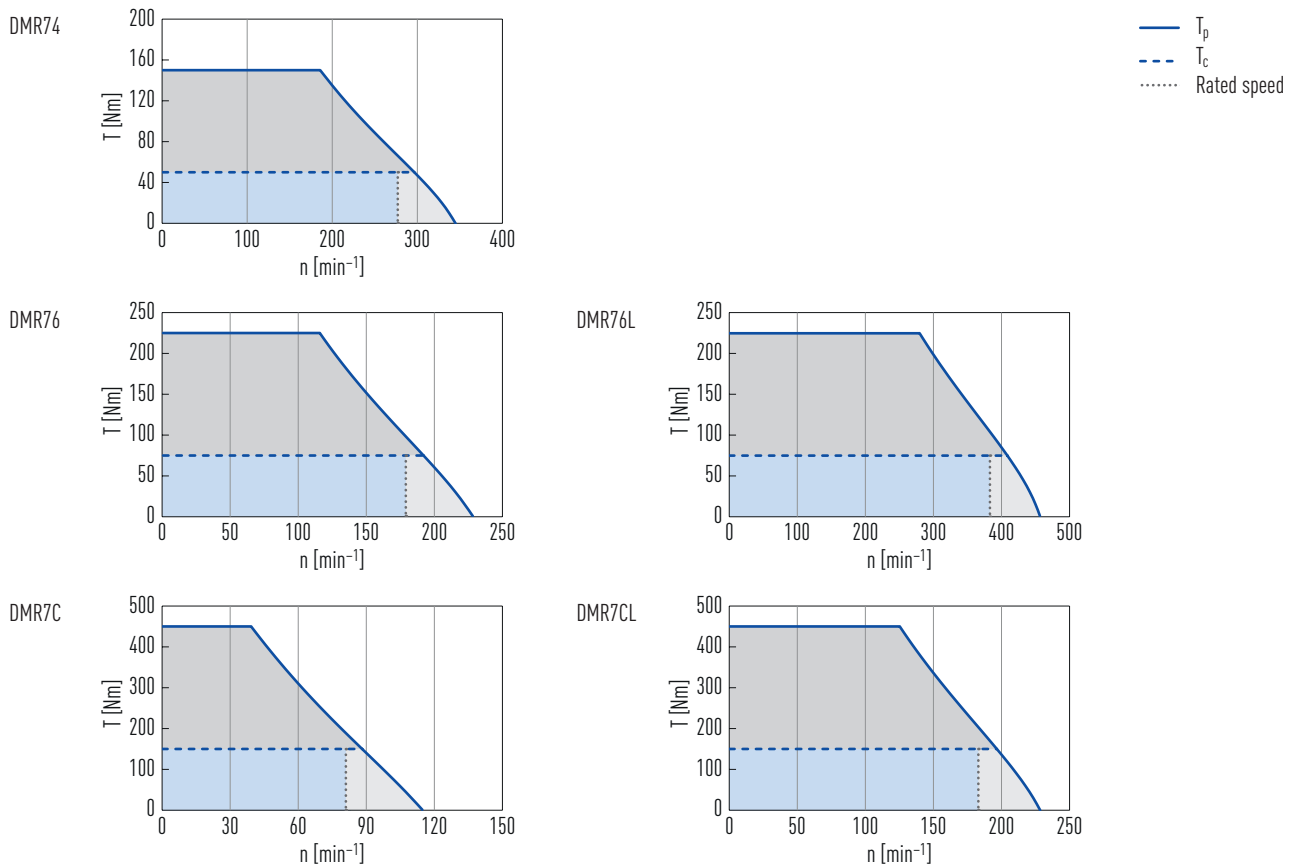 DMR74
T [Nm]
200
160
120
80
40
0
0 100 200 300 400
n [min⁻¹]
Tₚ
T꜀
Rated speed
DMR76
T [Nm]
250
200
150
100
50
0
0 50 100 150 200 250
n [min⁻¹]
DMR76L
T [Nm]
250
200
150
100
50
0
0 100 200 300 400 500
n [min⁻¹]
DMR7C
T [Nm]
500
400
300
200
100
0
0 30 60 90 120 150
n [min⁻¹]
DMR7CL
T [Nm]
500
400
300
200
100
0
0 50 100 150 200 250
n [min⁻¹]